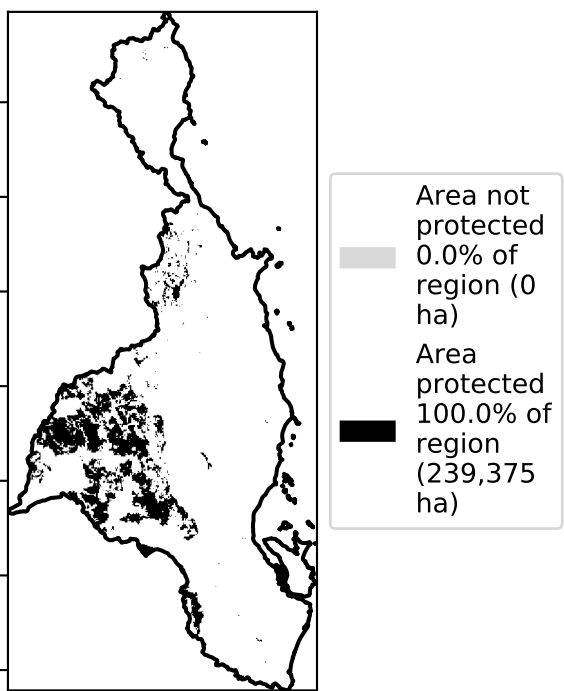 Area not
protected
0.0% of
region (0
ha)
Area
protected
100.0% of
region
(239,375
ha)